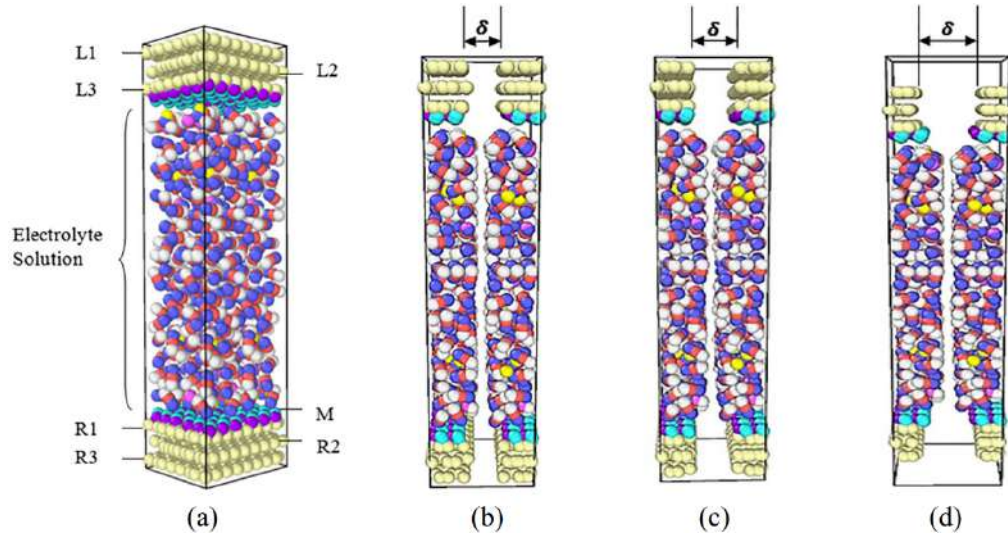 L1
L2
L3
Electrolyte
Solution
M
R1
R2
R3
δ
δ
δ
(a)
(b)
(c)
(d)